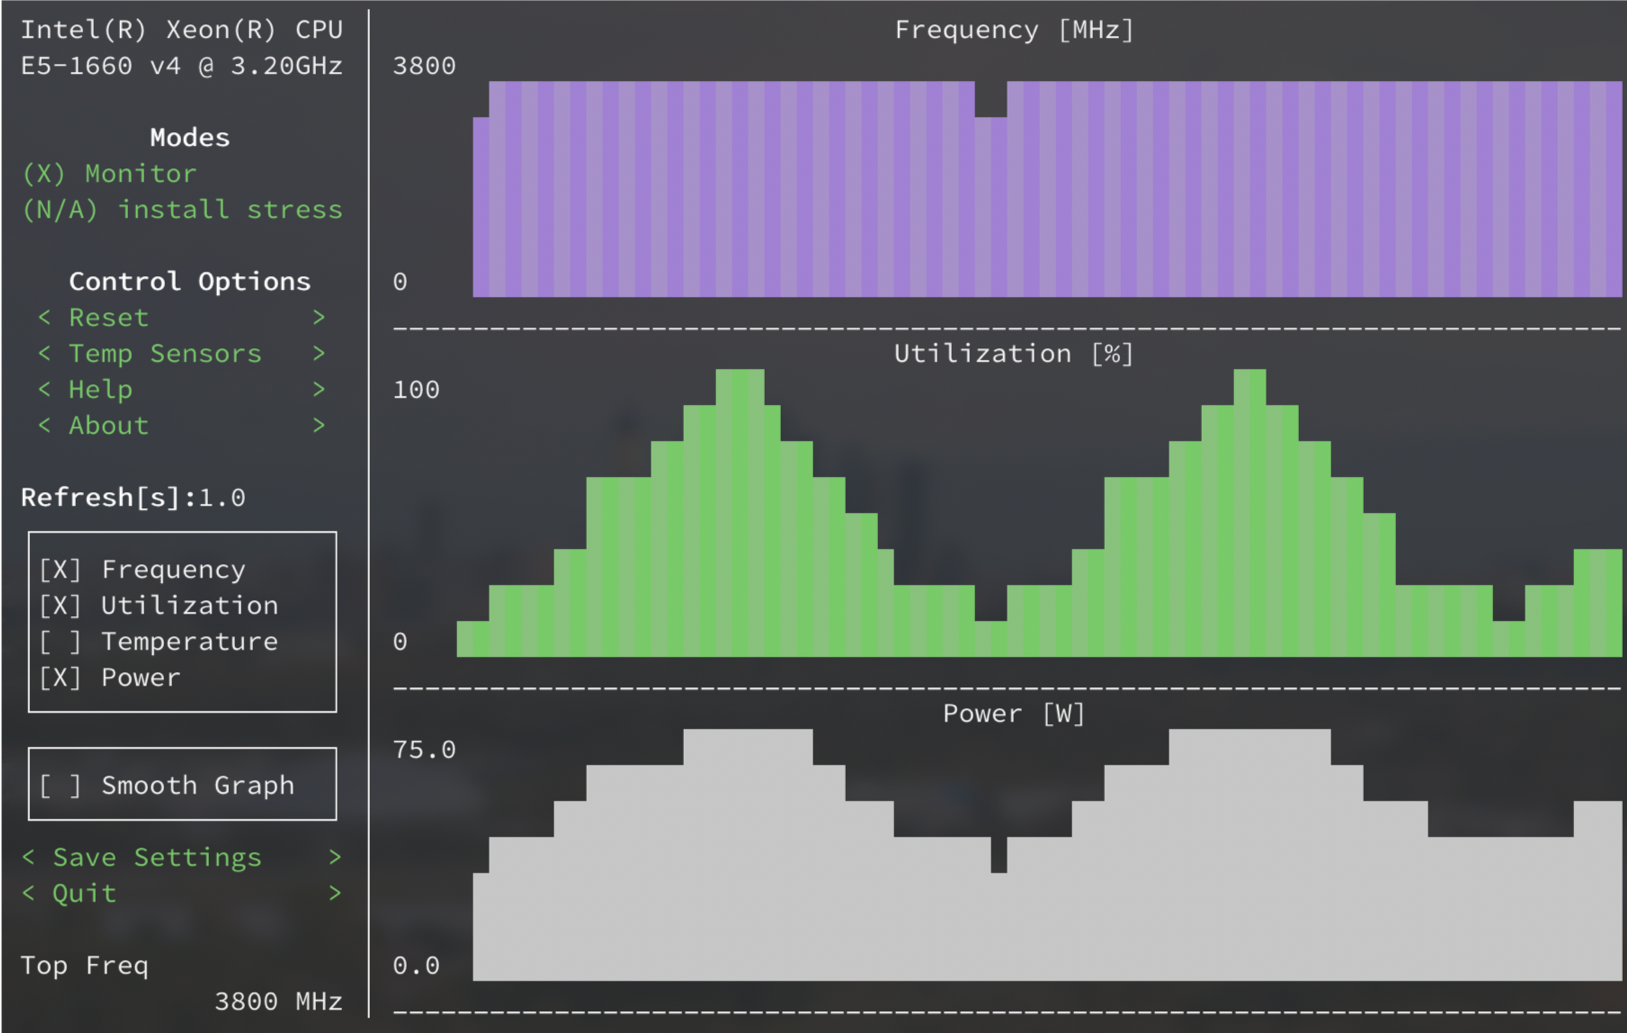 Intel(R) Xeon(R) CPU
E5-1660 v4 @ 3.20GHz
Modes
(X) Monitor
(N/A) install stress
Control Options
< Reset >
< Temp Sensors >
< Help >
< About >
Refresh[s]:1.0
[X] Frequency
[X] Utilization
[ ] Temperature
[X] Power
[ ] Smooth Graph
< Save Settings >
< Quit >
Top Freq
3800 MHz
Frequency [MHz]
3800
0
Utilization [%]
100
0
Power [W]
75.0
0.0